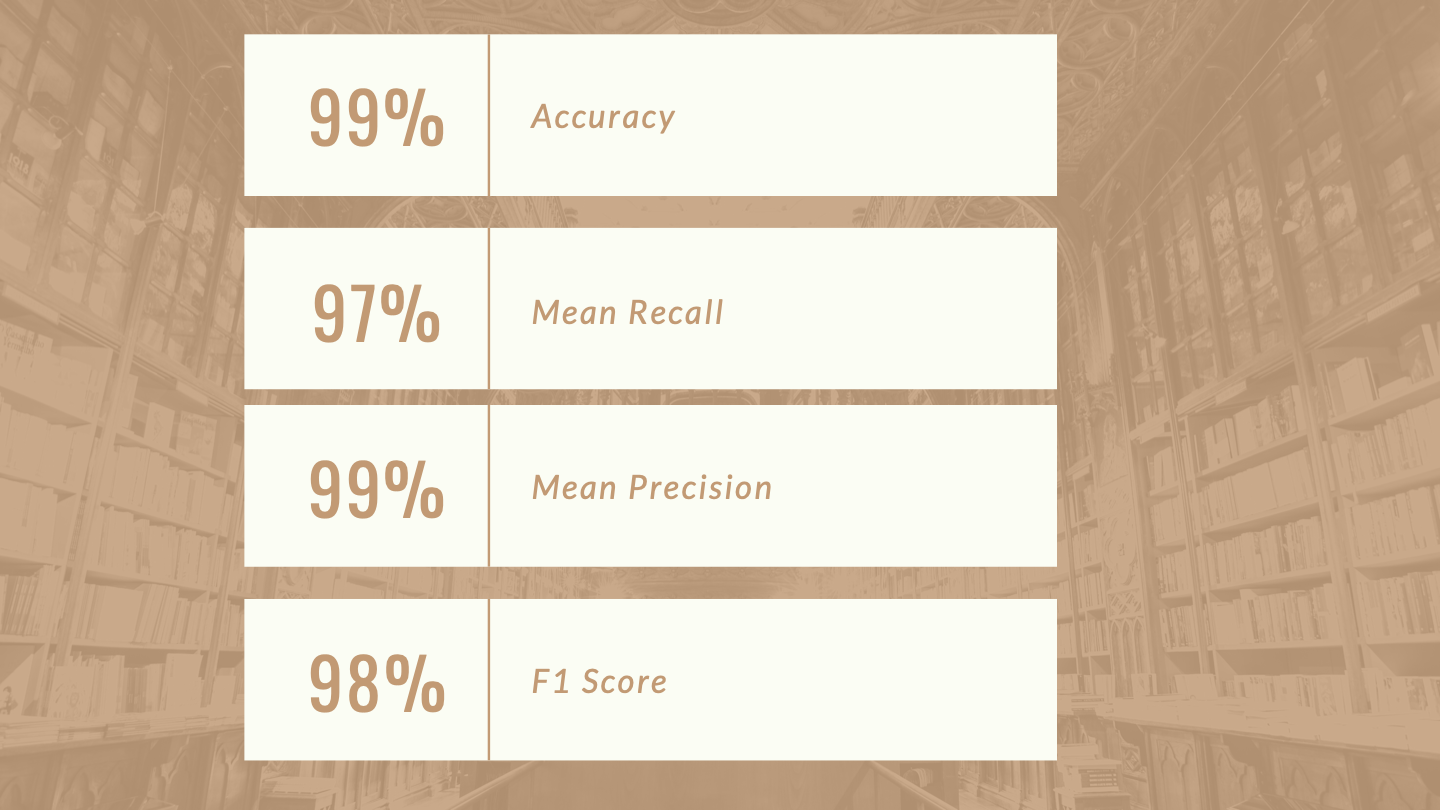 99%
Accuracy
97%
Mean Recall
99%
Mean Precision
98%
F1 Score